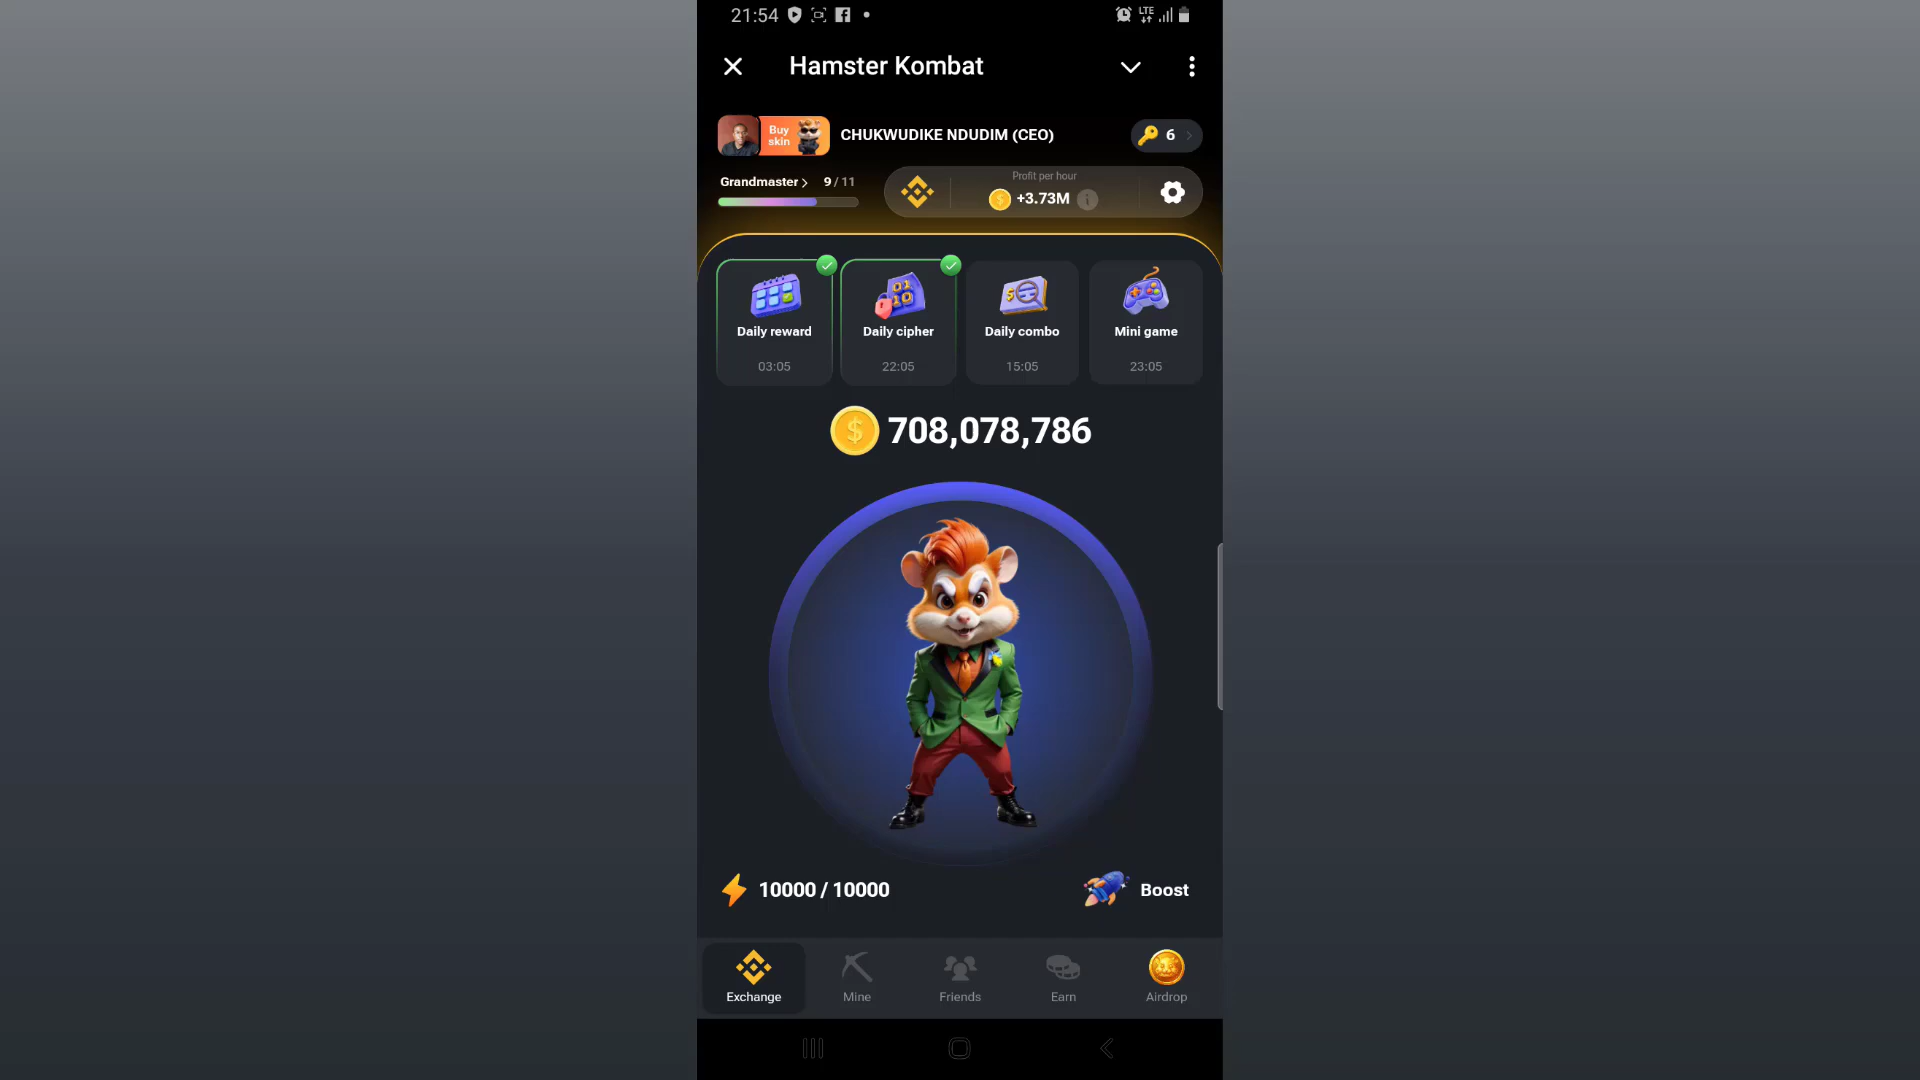 21:54
LTE
Hamster Kombat
Buy
skin
CHUKWUDIKE NDUDIM (CEO)
6
Grandmaster
9 / 11
Profit per hour
+3.73M
Daily reward
03:05
Daily cipher
22:05
Daily combo
15:05
Mini game
23:05
708,078,786
10000 / 10000
Boost
Exchange
Mine
Friends
Earn
Airdrop